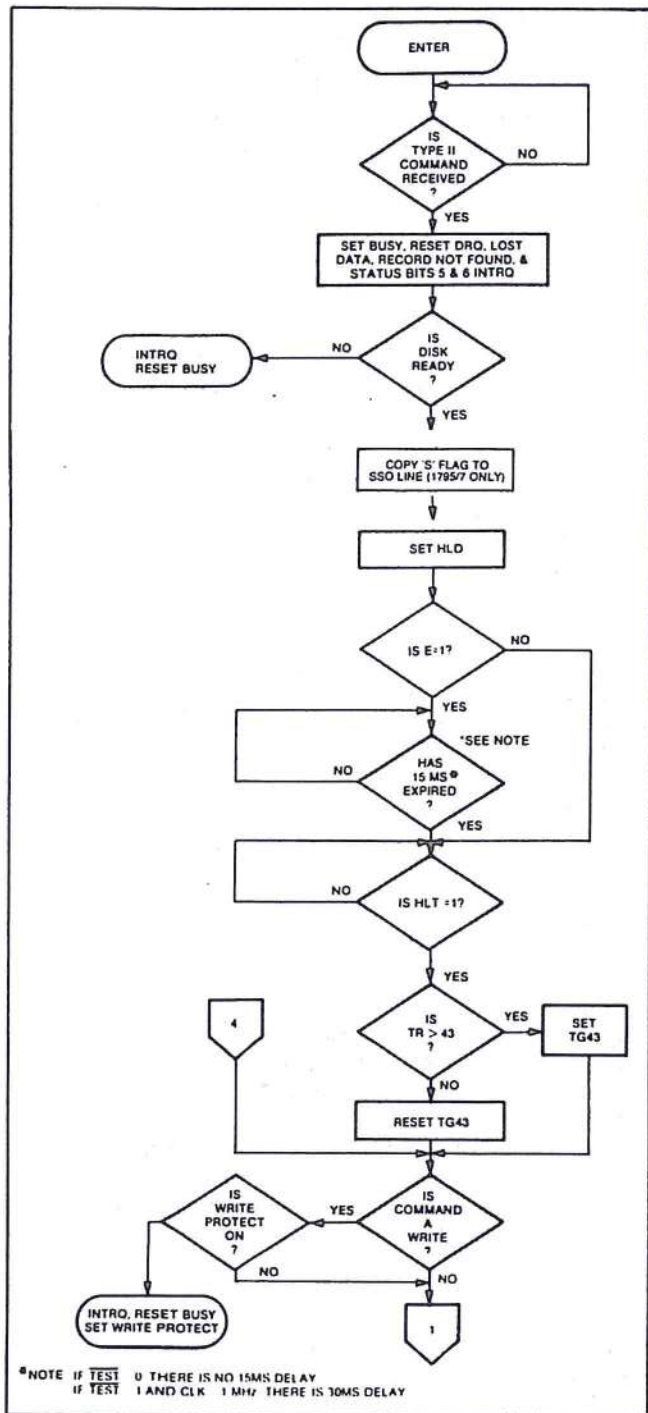 ENTER
IS
TYPE II
COMMAND
RECEIVED
?
NO
YES
SET BUSY, RESET DRQ, LOST
DATA, RECORD NOT FOUND, &
STATUS BITS 5 & 6 INTRQ
IS
DISK
READY
?
NO
INTRQ
RESET BUSY
YES
COPY 'S' FLAG TO
SSO LINE (1795/7 ONLY)
SET HLD
IS E=1?
NO
YES
*SEE NOTE
HAS
15 MS*
EXPIRED
?
NO
YES
IS HLT =1?
NO
YES
4
IS
TR > 43
?
YES
SET
TG43
NO
RESET TG43
IS
COMMAND
A
WRITE
?
YES
IS
WRITE
PROTECT
ON
?
NO
NO
INTRQ, RESET BUSY
SET WRITE PROTECT
1
*NOTE IF TEST 0 THERE IS NO 15MS DELAY
IF TEST 1 AND CLK 1 MHz THERE IS 30MS DELAY